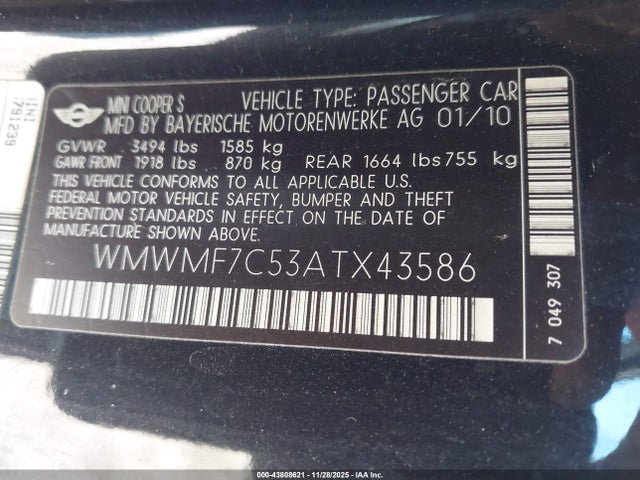 MINI COOPER S VEHICLE TYPE: PASSENGER CAR
MFD BY BAYERISCHE MOTORENWERKE AG 01/10
GVWR 3494 lbs 1585 kg
GAWR FRONT 1918 lbs 870 kg REAR 1664 lbs 755 kg
THIS VEHICLE CONFORMS TO ALL APPLICABLE U.S.
FEDERAL MOTOR VEHICLE SAFETY, BUMPER AND THEFT
PREVENTION STANDARDS IN EFFECT ON THE DATE OF
MANUFACTURE SHOWN ABOVE.
WMWMF7C53ATX43586
7 049 307
MINI
000-43808621 | 11/28/2025 - IAA Inc.